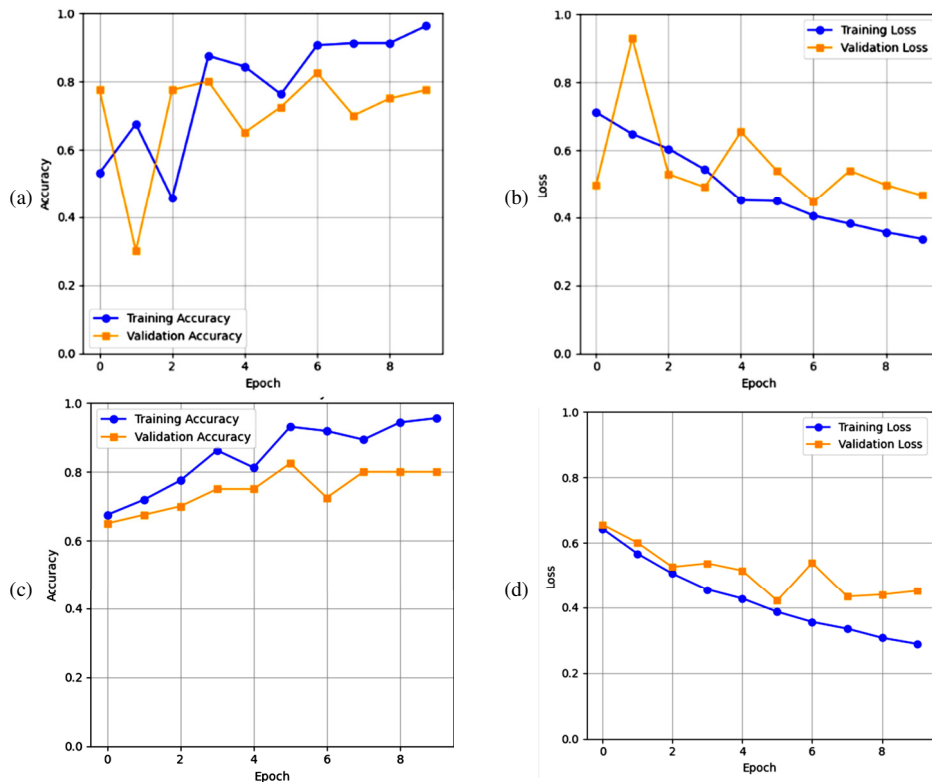 (a)
Accuracy
1.0
0.8
0.6
0.4
0.2
0.0
Training Accuracy
Validation Accuracy
0 2 4 6 8
Epoch
(b)
Loss
1.0
0.8
0.6
0.4
0.2
0.0
Training Loss
Validation Loss
0 2 4 6 8
Epoch
(c)
Accuracy
1.0
0.8
0.6
0.4
0.2
0.0
Training Accuracy
Validation Accuracy
0 2 4 6 8
Epoch
(d)
Loss
1.0
0.8
0.6
0.4
0.2
0.0
Training Loss
Validation Loss
0 2 4 6 8
Epoch